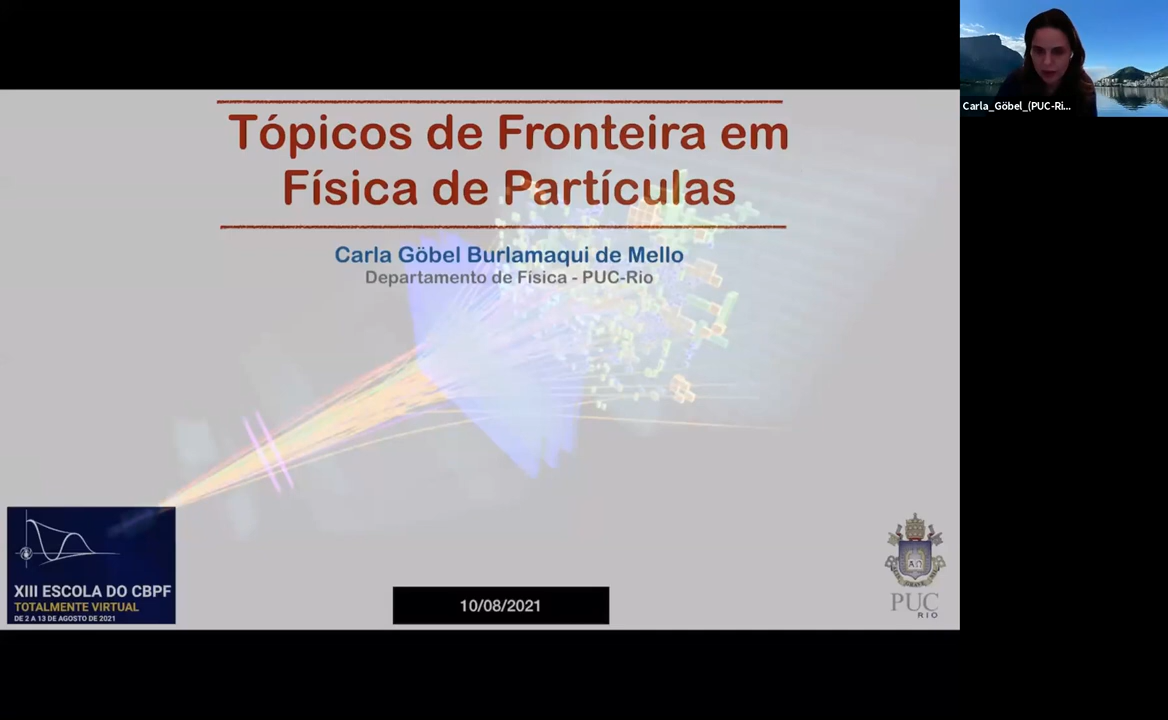 Tópicos de Fronteira em
Física de Partículas
Carla Göbel Burlamaqui de Mello
Departamento de Física - PUC-Rio
Carla_Göbel_(PUC-Ri...
XIII ESCOLA DO CBPF
TOTALMENTE VIRTUAL
DE 2 A 13 DE AGOSTO DE 2021
10/08/2021
PUC
RIO